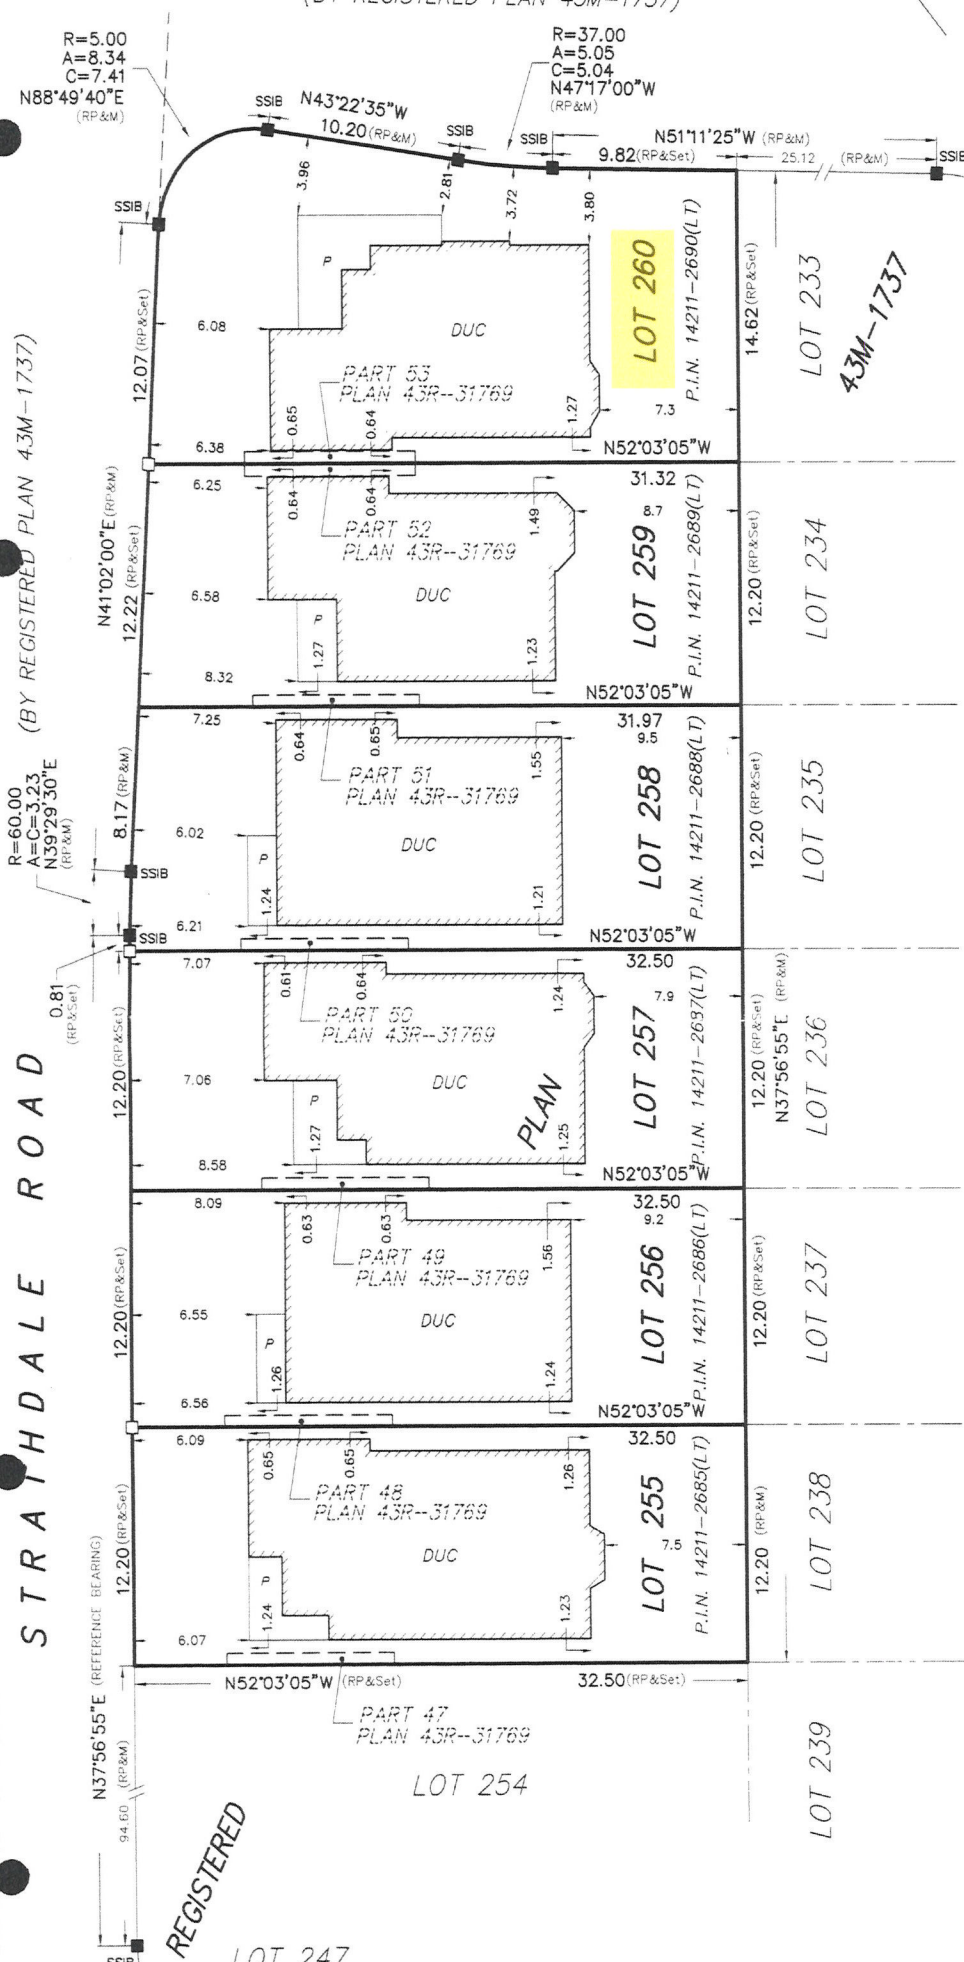 (BY REGISTERED PLAN 43M-1737)
R=5.00
A=8.34
C=7.41
N88°49'40"E
(RP&M)
R=37.00
A=5.05
C=5.04
N47°17'00"W
(RP&M)
SSIB
N43°22'35"W
10.20 (RP&M)
SSIB
SSIB
N51°11'25"W (RP&M)
9.82 (RP&Set)
25.12 (RP&M)
SSIB
3.96
2.81
3.72
3.80
SSIB
P
12.07 (RP&Set)
6.08
DUC
LOT 260
P.I.N. 14211-2690(LT)
14.62 (RP&Set)
LOT 233
43M-1737
PART 53
PLAN 43R--31769
0.65
0.64
1.27
7.3
6.38
N52°03'05"W
(BY REGISTERED PLAN 43M-1737)
N41°02'00"E (RP&M)
6.25
0.64
0.64
1.49
31.32
8.7
PART 52
PLAN 43R--31769
12.22 (RP&Set)
6.58
DUC
LOT 259
P.I.N. 14211-2689(LT)
12.20 (RP&Set)
LOT 234
P
1.27
1.23
8.32
N52°03'05"W
7.25
0.64
0.65
1.55
31.97
9.5
PART 51
PLAN 43R--31769
8.17 (RP&M)
6.02
DUC
LOT 258
P.I.N. 14211-2688(LT)
12.20 (RP&Set)
LOT 235
R=60.00
A=C=3.23
N39°29'30"E
(RP&M)
SSIB
P
1.24
1.21
6.21
N52°03'05"W
SSIB
0.81
(RP&Set)
7.07
0.61
0.64
1.24
32.50
7.9
PART 50
PLAN 43R--31769
12.20 (RP&Set)
7.06
DUC
LOT 257
P.I.N. 14211-2687(LT)
12.20 (RP&Set)
N37°56'55"E (RP&M)
LOT 236
PLAN
P
1.27
1.25
8.58
N52°03'05"W
8.09
0.63
0.63
1.56
32.50
9.2
PART 49
PLAN 43R--31769
12.20 (RP&Set)
6.55
DUC
LOT 256
P.I.N. 14211-2686(LT)
12.20 (RP&Set)
LOT 237
P
1.26
1.24
6.56
N52°03'05"W
STRATHDALE ROAD
6.09
0.65
0.65
1.26
32.50
PART 48
PLAN 43R--31769
12.20 (RP&Set)
DUC
7.5
LOT 255
P.I.N. 14211-2685(LT)
12.20 (RP&M)
LOT 238
P
1.24
1.23
6.07
N52°03'05"W (RP&Set)
32.50 (RP&Set)
PART 47
PLAN 43R--31769
N37°56'55"E (REFERENCE BEARING)
(RP&M)
94.60
LOT 254
LOT 239
REGISTERED
SSIB
LOT 247